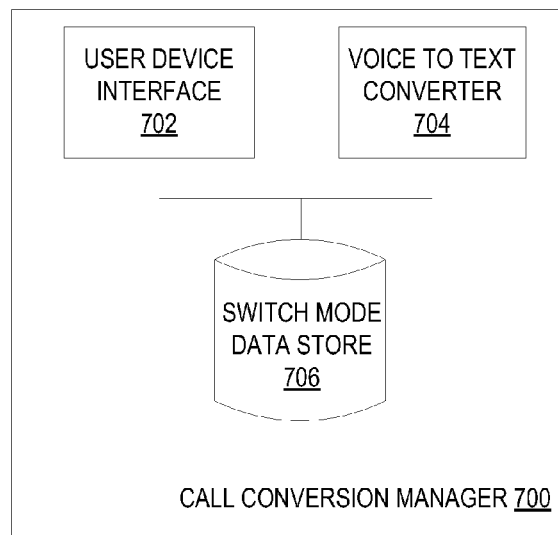 USER DEVICE
INTERFACE
702
VOICE TO TEXT
CONVERTER
704
SWITCH MODE
DATA STORE
706
CALL CONVERSION MANAGER 700